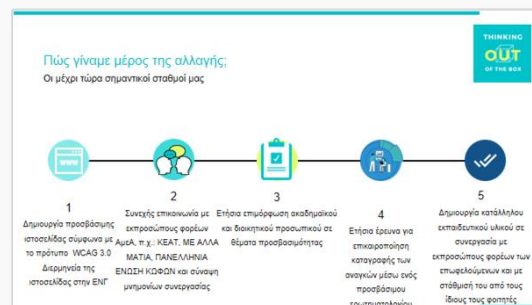 THINKING
OUT
OF THE BOX
Πώς γίναμε μέρος της αλλαγής;
Οι μέχρι τώρα σημαντικοί σταθμοί μας
WWW
1
Δημιουργία προσβάσιμης
ιστοσελίδας σύμφωνα με
το πρότυπο WCAG 3.0
Διερμηνεία της
ιστοσελίδας στην ΕΝΓ
2
Συνεχής επικοινωνία με
εκπροσώπους φορέων
ΑμεΑ, π.χ.: ΚΕΑΤ, ΜΕ ΑΛΛΑ
ΜΑΤΙΑ, ΠΑΝΕΛΛΗΝΙΑ
ΕΝΩΣΗ ΚΩΦΩΝ και σύναψη
μνημονίων συνεργασίας
3
Ετήσια επιμόρφωση ακαδημαϊκού
και διοικητικού προσωπικού σε
θέματα προσβασιμότητας
4
Ετήσια έρευνα για
επικαιροποίηση
καταγραφής των
αναγκών μέσω ενός
προσβάσιμου
ερωτηματολογίου
5
Δημιουργία κατάλληλου
εκπαιδευτικού υλικού σε
συνεργασία με
εκπροσώπους φορέων των
επωφελούμενων και με
στάθμισή του από τους
ίδιους τους φοιτητές